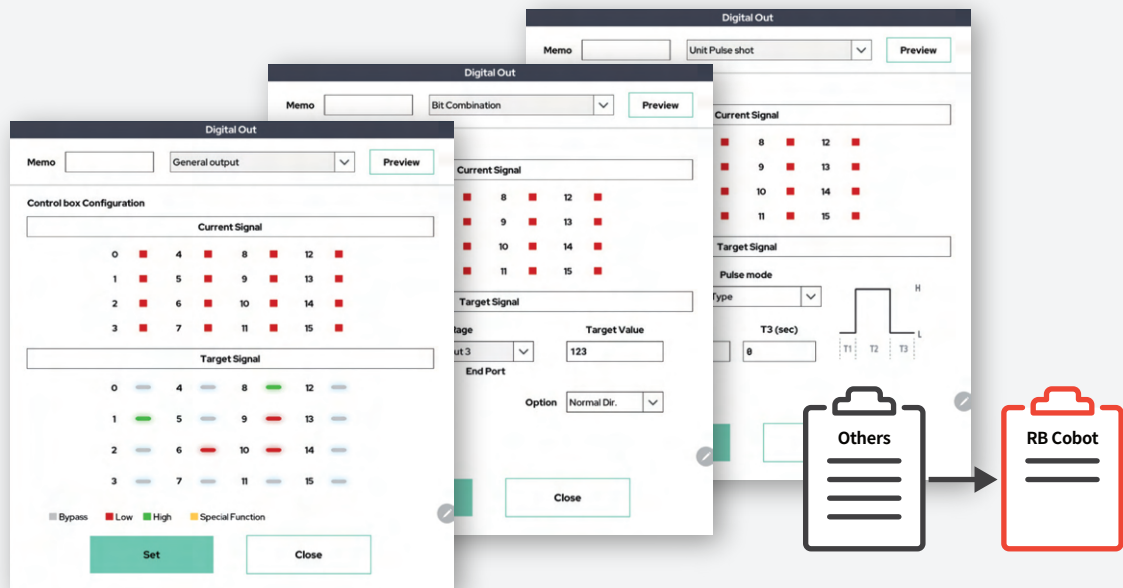 Digital Out
Memo
Unit Pulse shot
Preview
Current Signal
8 12
9 13
10 14
11 15
Target Signal
Pulse mode
Type
T3 (sec)
0
H
L
T1 T2 T3
Digital Out
Memo
Bit Combination
Preview
Current Signal
8 12
9 13
10 14
11 15
Target Signal
Target Value
ut 3
123
End Port
Option
Normal Dir.
Close
Digital Out
Memo
General output
Preview
Control box Configuration
Current Signal
0 4 8 12
1 5 9 13
2 6 10 14
3 7 11 15
Target Signal
0 4 8 12
1 5 9 13
2 6 10 14
3 7 11 15
Bypass Low High Special Function
Set
Close
Others
RB Cobot